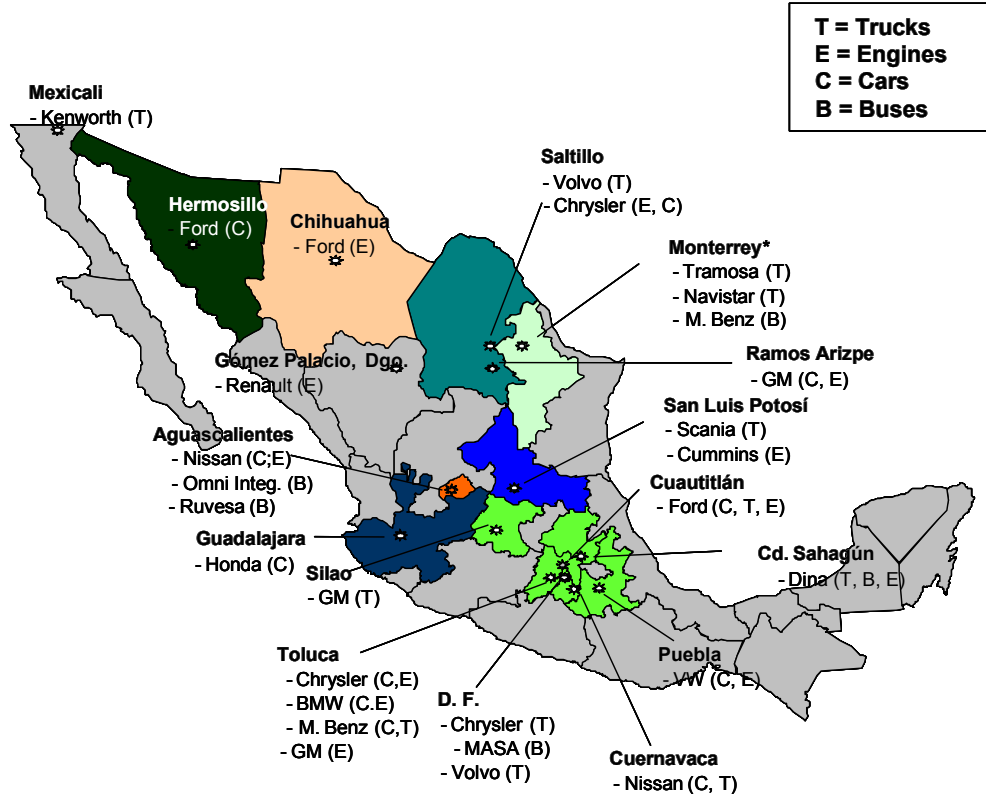 T = Trucks
E = Engines
C = Cars
B = Buses
Mexicali
- Kenworth (T)
Hermosillo
- Ford (C)
Chihuahua
- Ford (E)
Saltillo
- Volvo (T)
- Chrysler (E, C)
Monterrey*
- Tramosa (T)
- Navistar (T)
- M. Benz (B)
Gómez Palacio, Dgo.
- Renault (E)
Ramos Arizpe
- GM (C, E)
San Luis Potosí
- Scania (T)
- Cummins (E)
Aguascalientes
- Nissan (C;E)
- Omni Integ. (B)
- Ruvesa (B)
Cuautitlán
- Ford (C, T, E)
Guadalajara
- Honda (C)
Silao
- GM (T)
Cd. Sahagún
- Dina (T, B, E)
Toluca
- Chrysler (C,E)
- BMW (C.E)
- M. Benz (C,T)
- GM (E)
D. F.
- Chrysler (T)
- MASA (B)
- Volvo (T)
Puebla
- VW (C, E)
Cuernavaca
- Nissan (C, T)